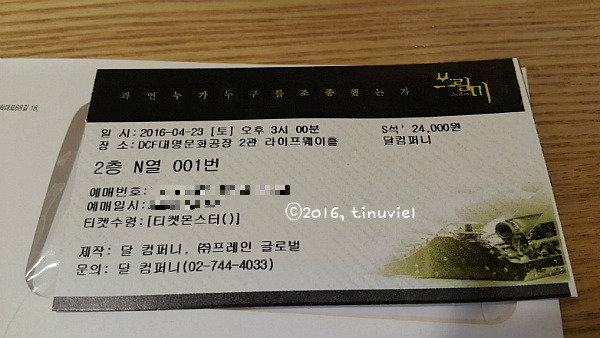 과연 누가 누구를 조종했는가
쓰릴미
일 시:2016-04-23 [토] 오후 3시 00분
S석' 24,000원
장 소:DCF대명문화공장 2관 라이프웨이홀
달컴퍼니
2층 N열 001번
예매번호:
예매일시:
티켓수령:[티켓몬스터()]
©2016, tinuviel
제작: 달 컴퍼니, ㈜프레인 글로벌
문의: 달 컴퍼니(02-744-4033)